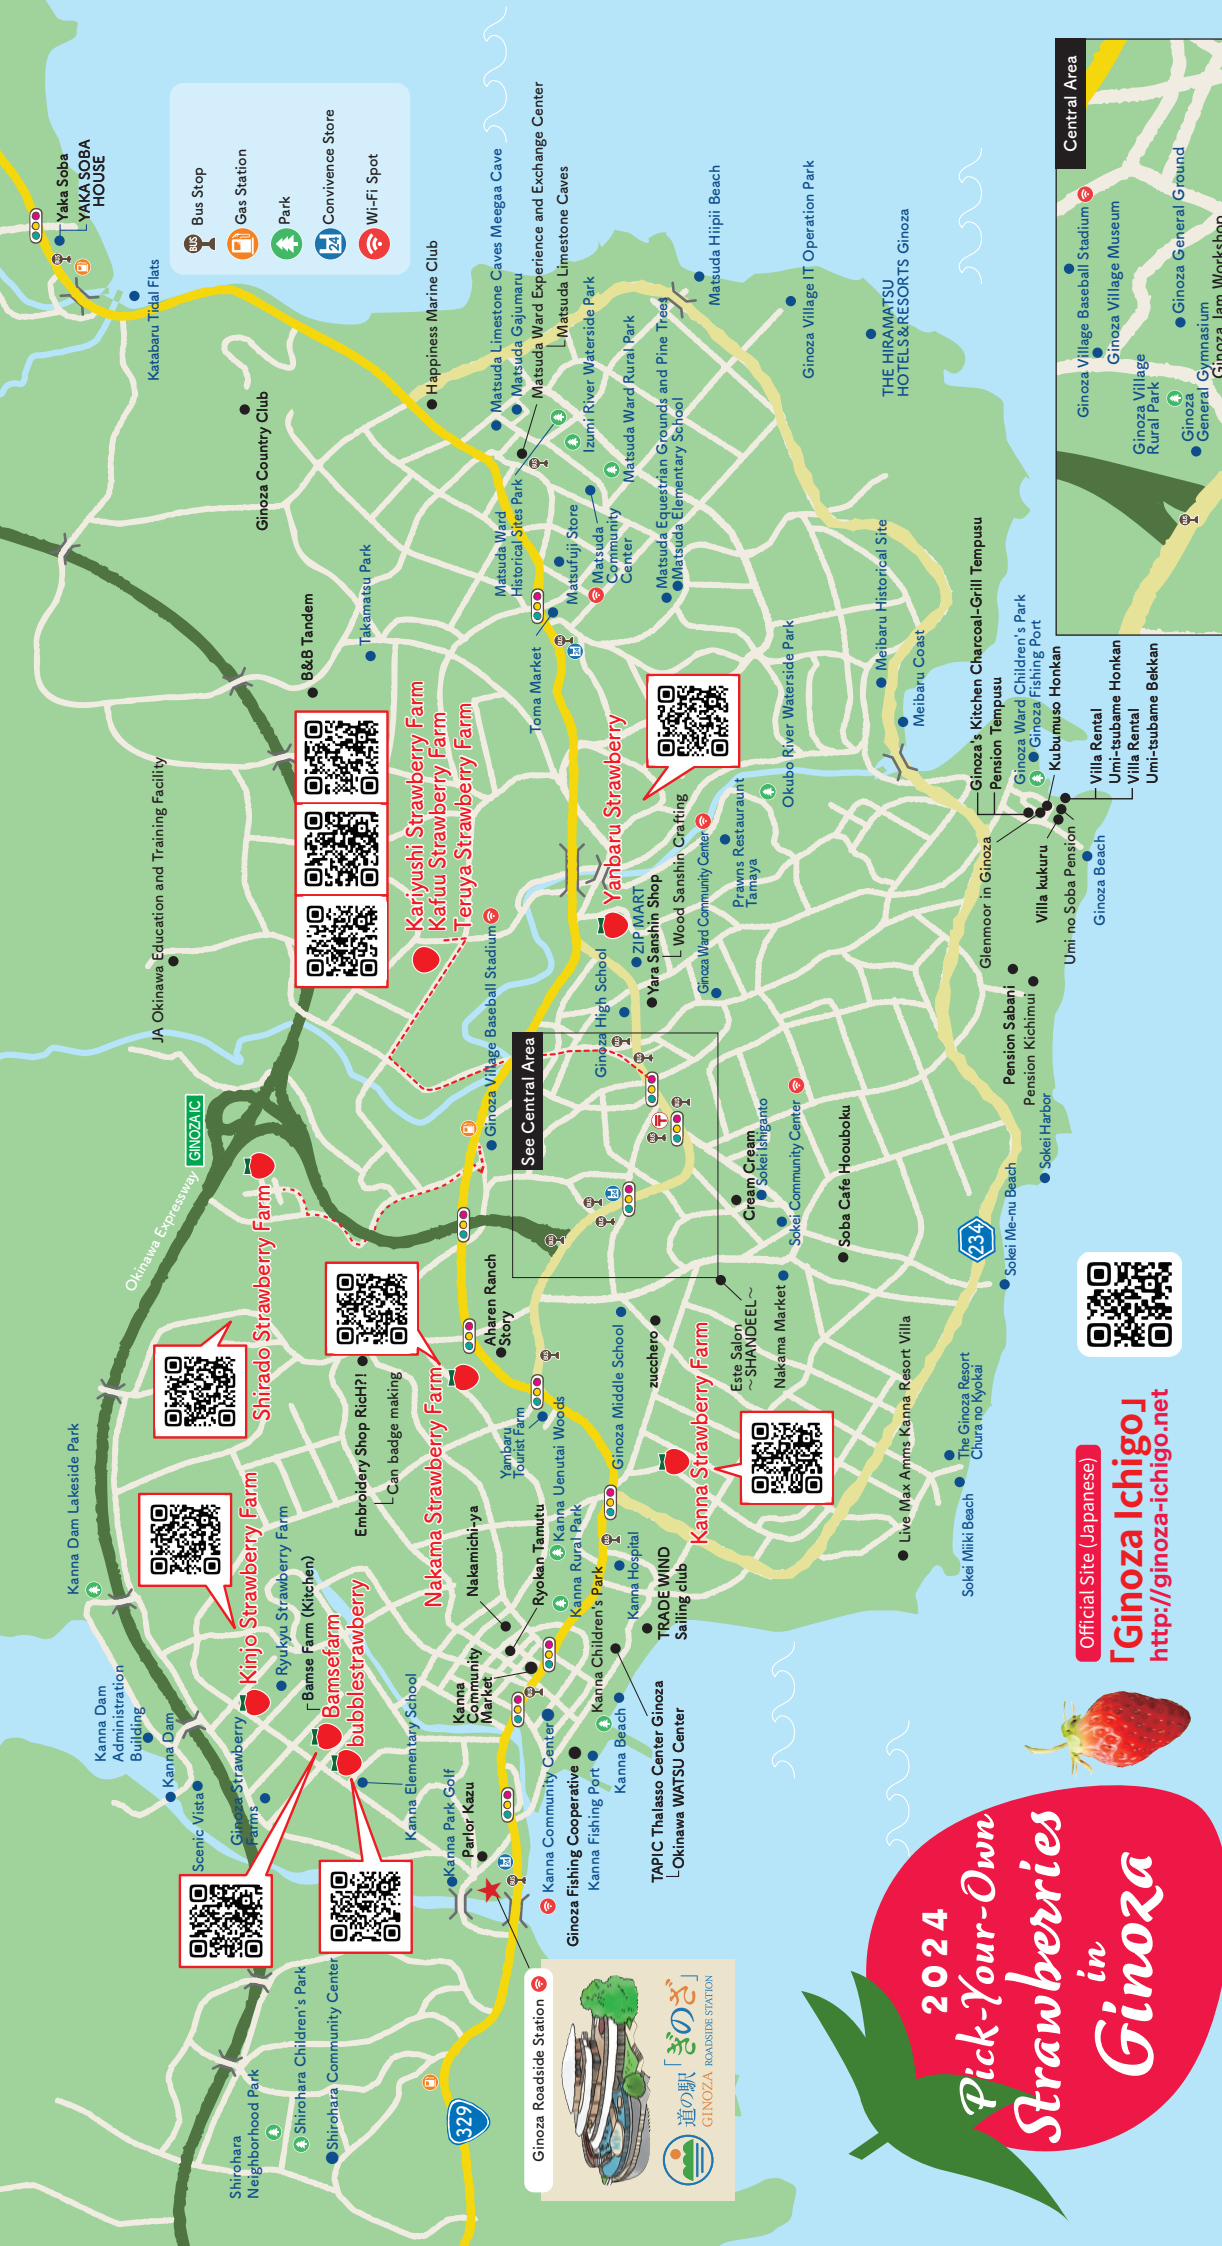 2024
Pick-Your-Own
Strawberries
in
Ginoza
Official Site (Japanese)
「Ginoza Ichigo」
http://ginoza-ichigo.net
Shirohara
Neighborhood Park
Shirohara Children's Park
Shirohara Community Center
329
Ginoza Roadside Station
道の駅「ぎのざ」
GINOZA ROADSIDE STATION
Kanna Dam
Administration
Building
Kanna Dam
Scenic Vista
Ginoza Strawberry
Farms
Kanna Dam Lakeside Park
Kinjo Strawberry Farm
Ryukyu Strawberry Farm
Bamse Farm (Kitchen)
Bamsefarm
bubblestrawberry
Kanna Elementary School
Kanna Park Golf
Parlor Kazu
Kanna
Community
Market
Nakamichi-ya
Ryokan Tamutu
Kanna Community Center
Ginoza Fishing Cooperative
Kanna Fishing Port
Kanna Beach
Kanna Children's Park
Kanna Rural Park
Kanna Uenutai Woods
Kanna Hospital
TRADE WIND
Sailing club
TAPIC Thalasso Center Ginoza
Okinawa WATSU Center
Okinawa Expressway
GINOZA IC
Shirado Strawberry Farm
Embroidery Shop RicH?!
Can badge making
Nakama Strawberry Farm
Aharen Ranch
Story
Yambaru
Tourist Farm
Ginoza Middle School
zucchero
Kanna Strawberry Farm
Este Salon
～SHANDEEL～
Nakama Market
Live Max Amms Kanna Resort Villa
Sokei Miiki Beach
The Ginoza Resort
Chura no Kyokai
Sokei Me-nu Beach
234
Sokei Harbor
Soba Cafe Hoouboku
Sokei Community Center
Cream Cream
Sokei Ishiganto
See Central Area
Ginoza Village Baseball Stadium
Ginoza High School
JA Okinawa Education and Training Facility
Kariyushi Strawberry Farm
Kafuu Strawberry Farm
Teruya Strawberry Farm
Yanbaru Strawberry
ZIP MART
Yara Sanshin Shop
Wood Sanshin Crafting
Ginoza Ward Community Center
Prawns Restauraunt
Tamaya
Okubo River Waterside Park
Pension Sabani
Pension Kichimui
Glenmoor in Ginoza
Villa kukuru
Umi no Soba Pension
Ginoza Beach
Ginoza's Kitchen Charcoal-Grill Tempusu
Pension Tempusu
Ginoza Ward Children's Park
Ginoza Fishing Port
Kubumuso Honkan
Villa Rental
Umi-tsubame Honkan
Villa Rental
Umi-tsubame Bekkan
Meibaru Historical Site
Meibaru Coast
B&B Tandem
Takamatsu Park
Toma Market
Matsuda Ward
Historical Sites Park
Matsufuji Store
Matsuda
Community
Center
Matsuda Equestrian Grounds and Pine Trees
Matsuda Elementary School
Matsuda Ward Rural Park
Izumi River Waterside Park
Matsuda Limestone Caves
Matsuda Ward Experience and Exchange Center
Matsuda Gajumaru
Matsuda Limestone Caves Meegaa Cave
Happiness Marine Club
Ginoza Country Club
Katabaru Tidal Flats
Yaka Soba
YAKA SOBA
HOUSE
Matsuda Hiipii Beach
Ginoza Village IT Operation Park
THE HIRAMATSU
HOTELS&RESORTS Ginoza
BUS
Bus Stop
Gas Station
Park
24
Convivence Store
Wi-Fi Spot
Central Area
Ginoza Village Baseball Stadium
Ginoza Village Museum
Ginoza Village
Rural Park
Ginoza General Ground
Ginoza
General Gymnasium
Ginoza Jam Workshop